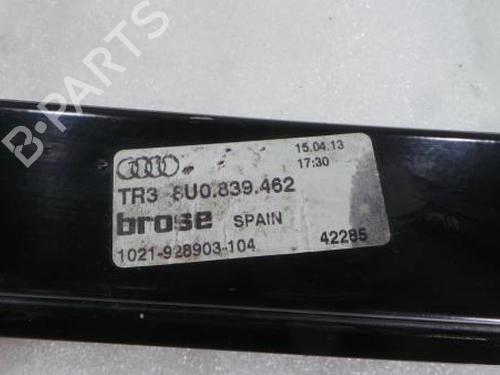 B-PARTS
15.04.13
17:30
TR3 8U0.839.462
brose SPAIN
1021-928903-104 42285